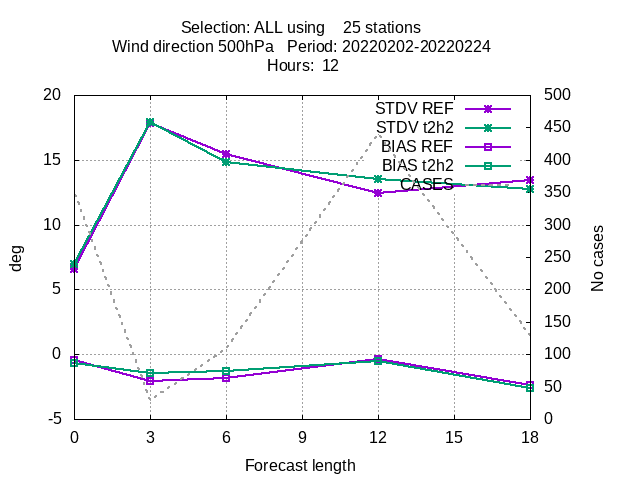 Selection: ALL using    25 stations
Wind direction 500hPa   Period: 20220202-20220224
Hours:  12
20
15
10
5
0
-5
deg
500
450
400
350
300
250
200
150
100
50
0
No cases
STDV REF
STDV t2h2
BIAS REF
BIAS t2h2
CASES
0 3 6 9 12 15 18
Forecast length